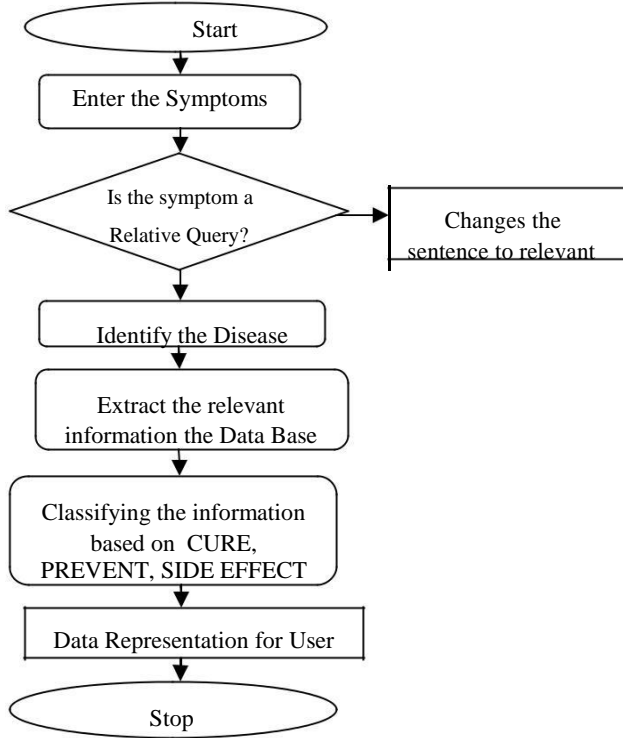 Start
Enter the Symptoms
Is the symptom a
Relative Query?
Changes the
sentence to relevant
Identify the Disease
Extract the relevant
information the Data Base
Classifying the information
based on CURE,
PREVENT, SIDE EFFECT
Data Representation for User
Stop